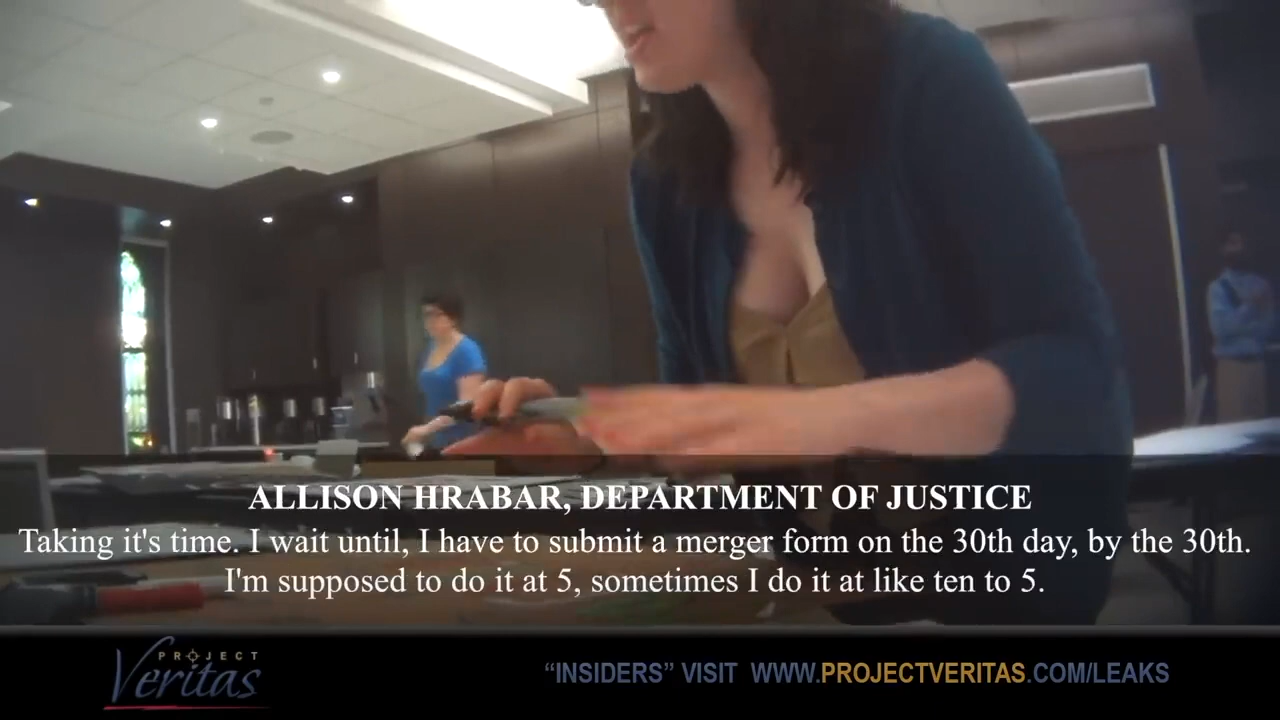 ALLISON HRABAR, DEPARTMENT OF JUSTICE
Taking it's time. I wait until, I have to submit a merger form on the 30th day, by the 30th.
I'm supposed to do it at 5, sometimes I do it at like ten to 5.
PROJECT
Veritas
“INSIDERS” VISIT WWW.PROJECTVERITAS.COM/LEAKS